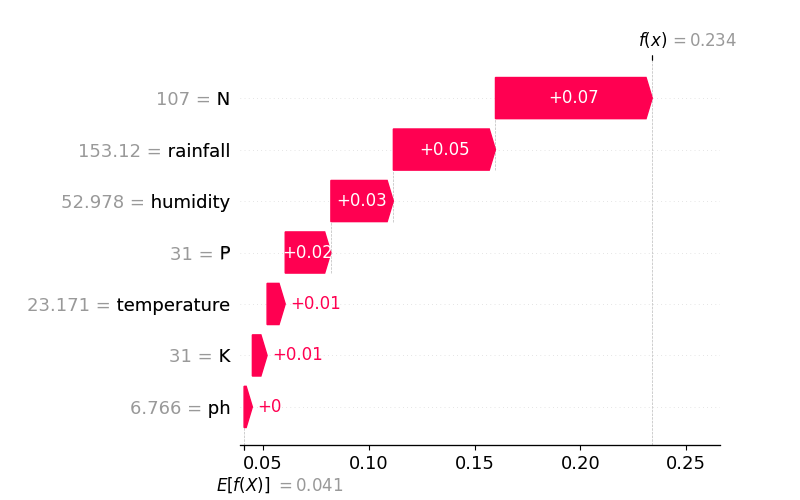 f(x) = 0.234
107 = N +0.07
153.12 = rainfall +0.05
52.978 = humidity +0.03
31 = P +0.02
23.171 = temperature +0.01
31 = K +0.01
6.766 = ph +0
0.05 0.10 0.15 0.20 0.25
E[f(X)] = 0.041